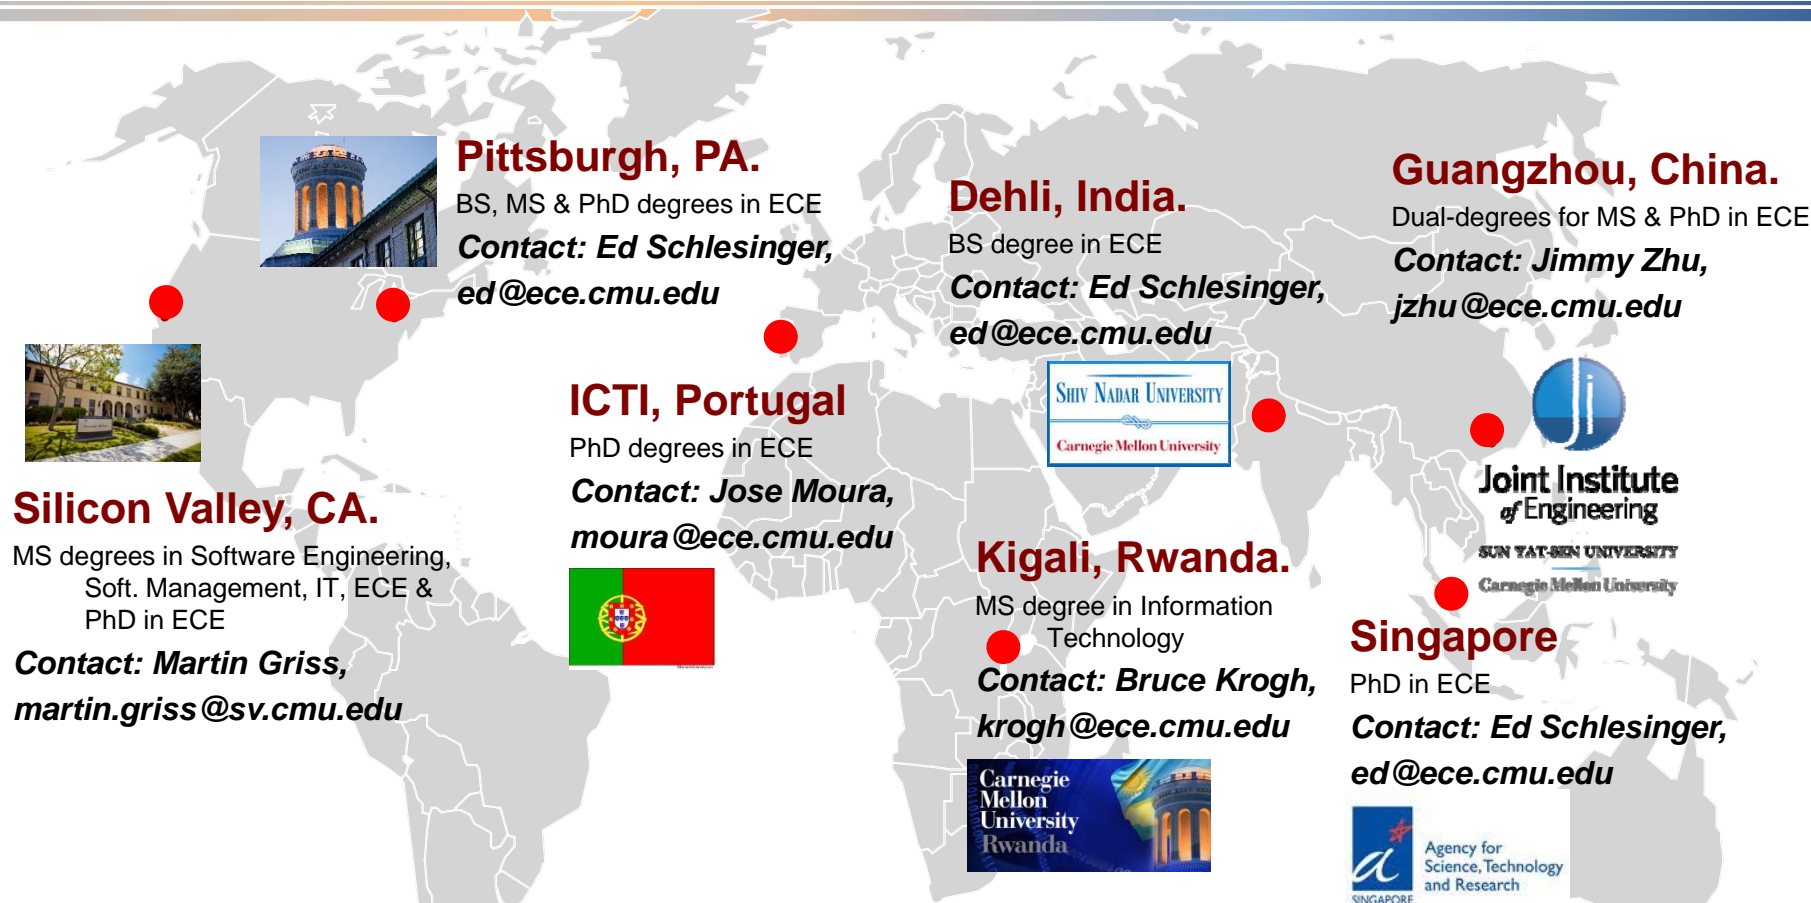 Pittsburgh, PA.
BS, MS & PhD degrees in ECE
Contact: Ed Schlesinger,
ed@ece.cmu.edu
Dehli, India.
BS degree in ECE
Contact: Ed Schlesinger,
ed@ece.cmu.edu
SHIV NADAR UNIVERSITY
Carnegie Mellon University
Guangzhou, China.
Dual-degrees for MS & PhD in ECE
Contact: Jimmy Zhu,
jzhu@ece.cmu.edu
Ji
Joint Institute
of Engineering
SUN YAT-SEN UNIVERSITY
Carnegie Mellon University
ICTI, Portugal
PhD degrees in ECE
Contact: Jose Moura,
moura@ece.cmu.edu
Silicon Valley, CA.
MS degrees in Software Engineering,
Soft. Management, IT, ECE &
PhD in ECE
Contact: Martin Griss,
martin.griss@sv.cmu.edu
Kigali, Rwanda.
MS degree in Information
Technology
Contact: Bruce Krogh,
krogh@ece.cmu.edu
Carnegie
Mellon
University
Rwanda
Singapore
PhD in ECE
Contact: Ed Schlesinger,
ed@ece.cmu.edu
Agency for
Science, Technology
and Research
SINGAPORE